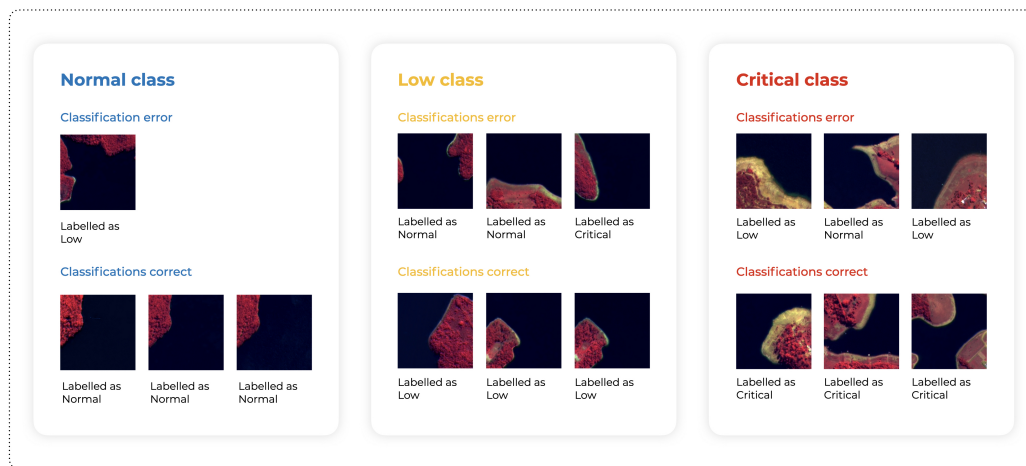 Normal class
Classification error
Labelled as
Low
Classifications correct
Labelled as
Normal
Labelled as
Normal
Labelled as
Normal
Low class
Classifications error
Labelled as
Normal
Labelled as
Normal
Labelled as
Critical
Classifications correct
Labelled as
Low
Labelled as
Low
Labelled as
Low
Critical class
Classifications error
Labelled as
Low
Labelled as
Normal
Labelled as
Low
Classifications correct
Labelled as
Critical
Labelled as
Critical
Labelled as
Critical